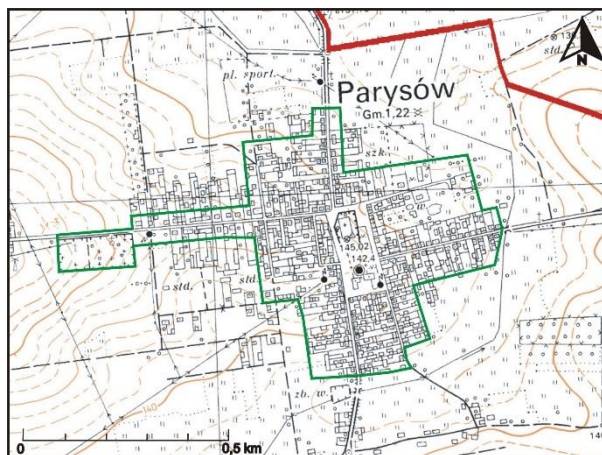 N
pl. sport.
Parysów
Gm. 1,22
szk.
145,02
142,4
std.
std.
std.
zb. w.
140
0
0,5 km